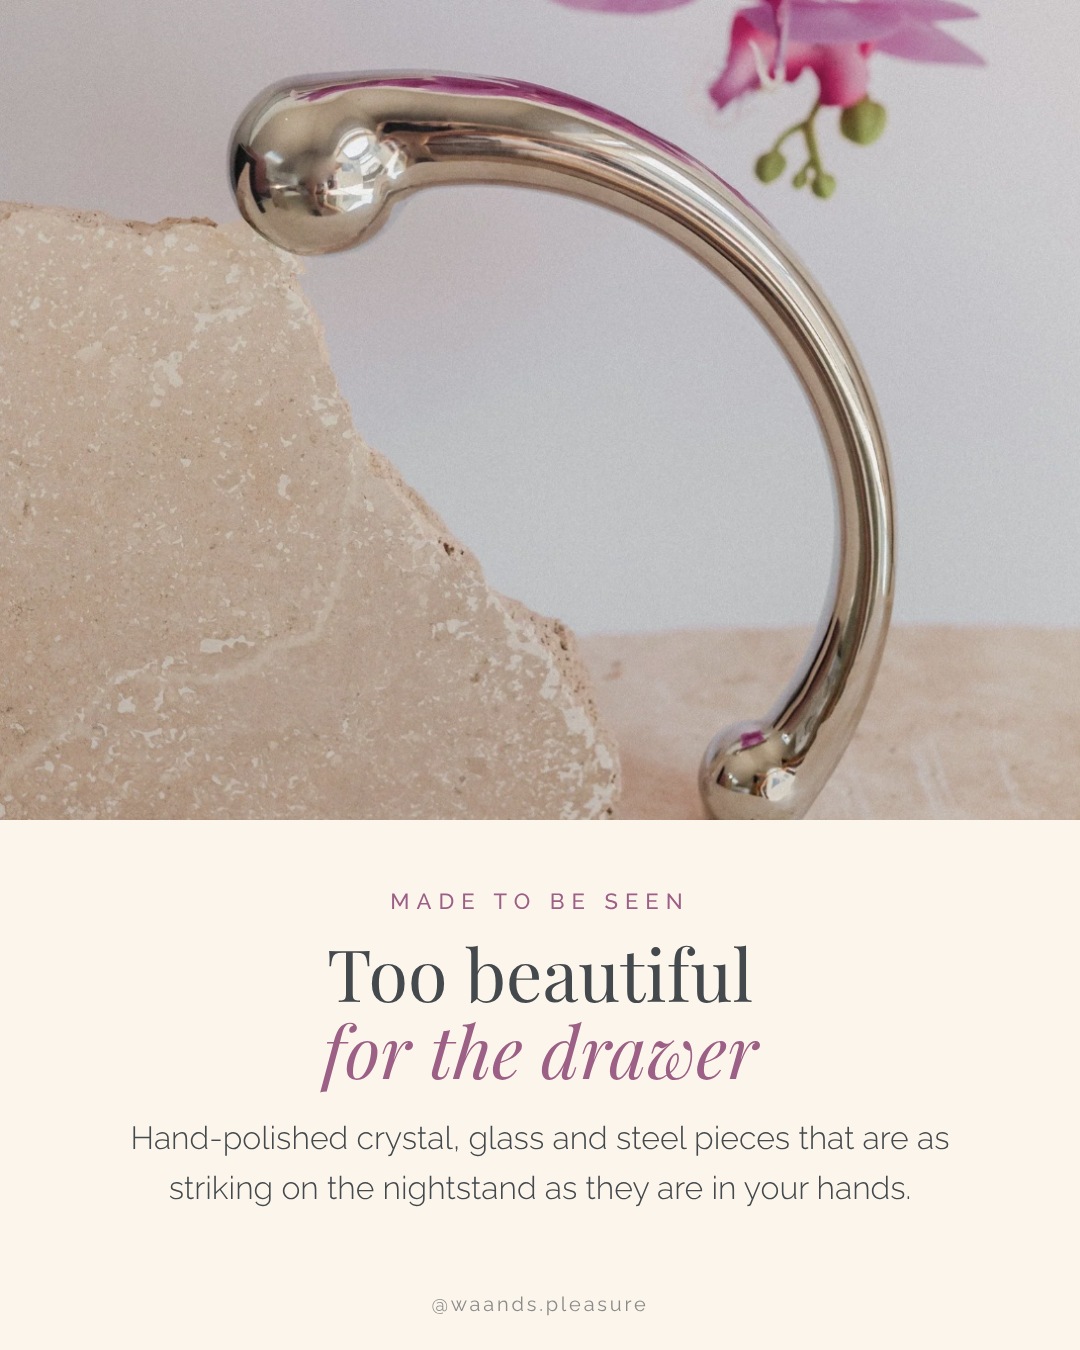 MADE TO BE SEEN
Too beautiful
for the drawer
Hand-polished crystal, glass and steel pieces that are as
striking on the nightstand as they are in your hands.
@waands.pleasure